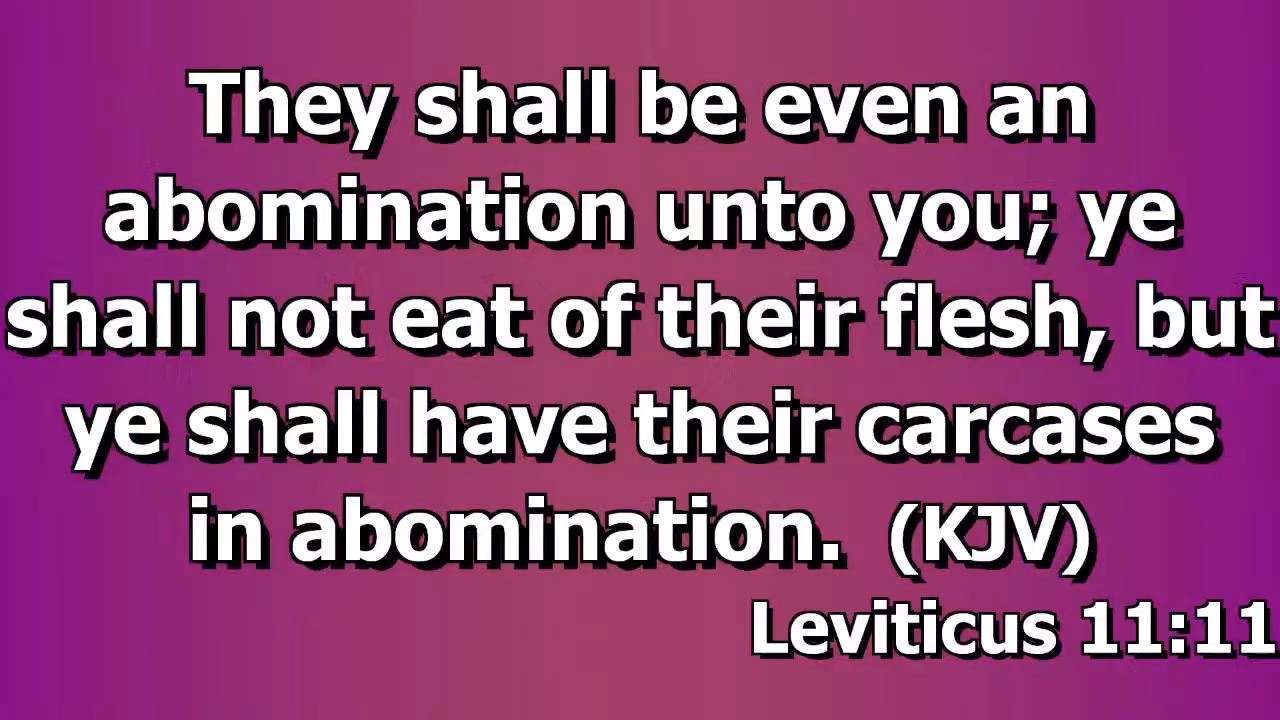 They shall be even an
abomination unto you; ye
shall not eat of their flesh, but
ye shall have their carcases
in abomination.  (KJV)
Leviticus 11:11